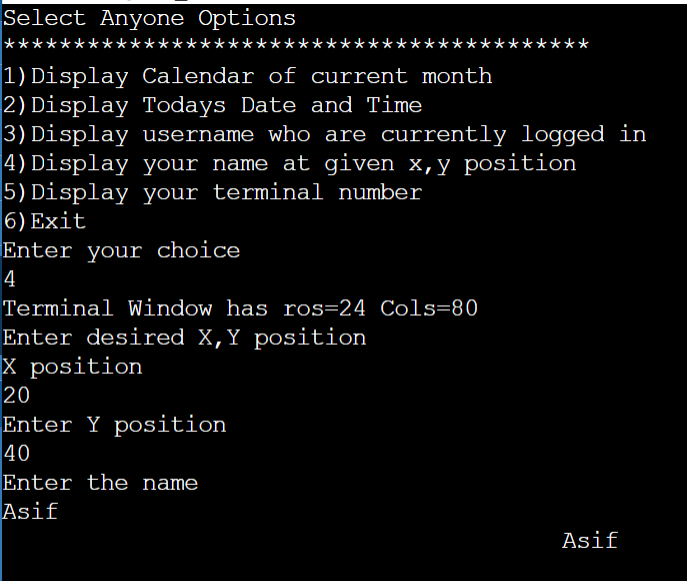 Select Anyone Options
******************************************
1)Display Calendar of current month
2)Display Todays Date and Time
3)Display username who are currently logged in
4)Display your name at given x,y position
5)Display your terminal number
6)Exit
Enter your choice
4
Terminal Window has ros=24 Cols=80
Enter desired X,Y position
X position
20
Enter Y position
40
Enter the name
Asif
Asif